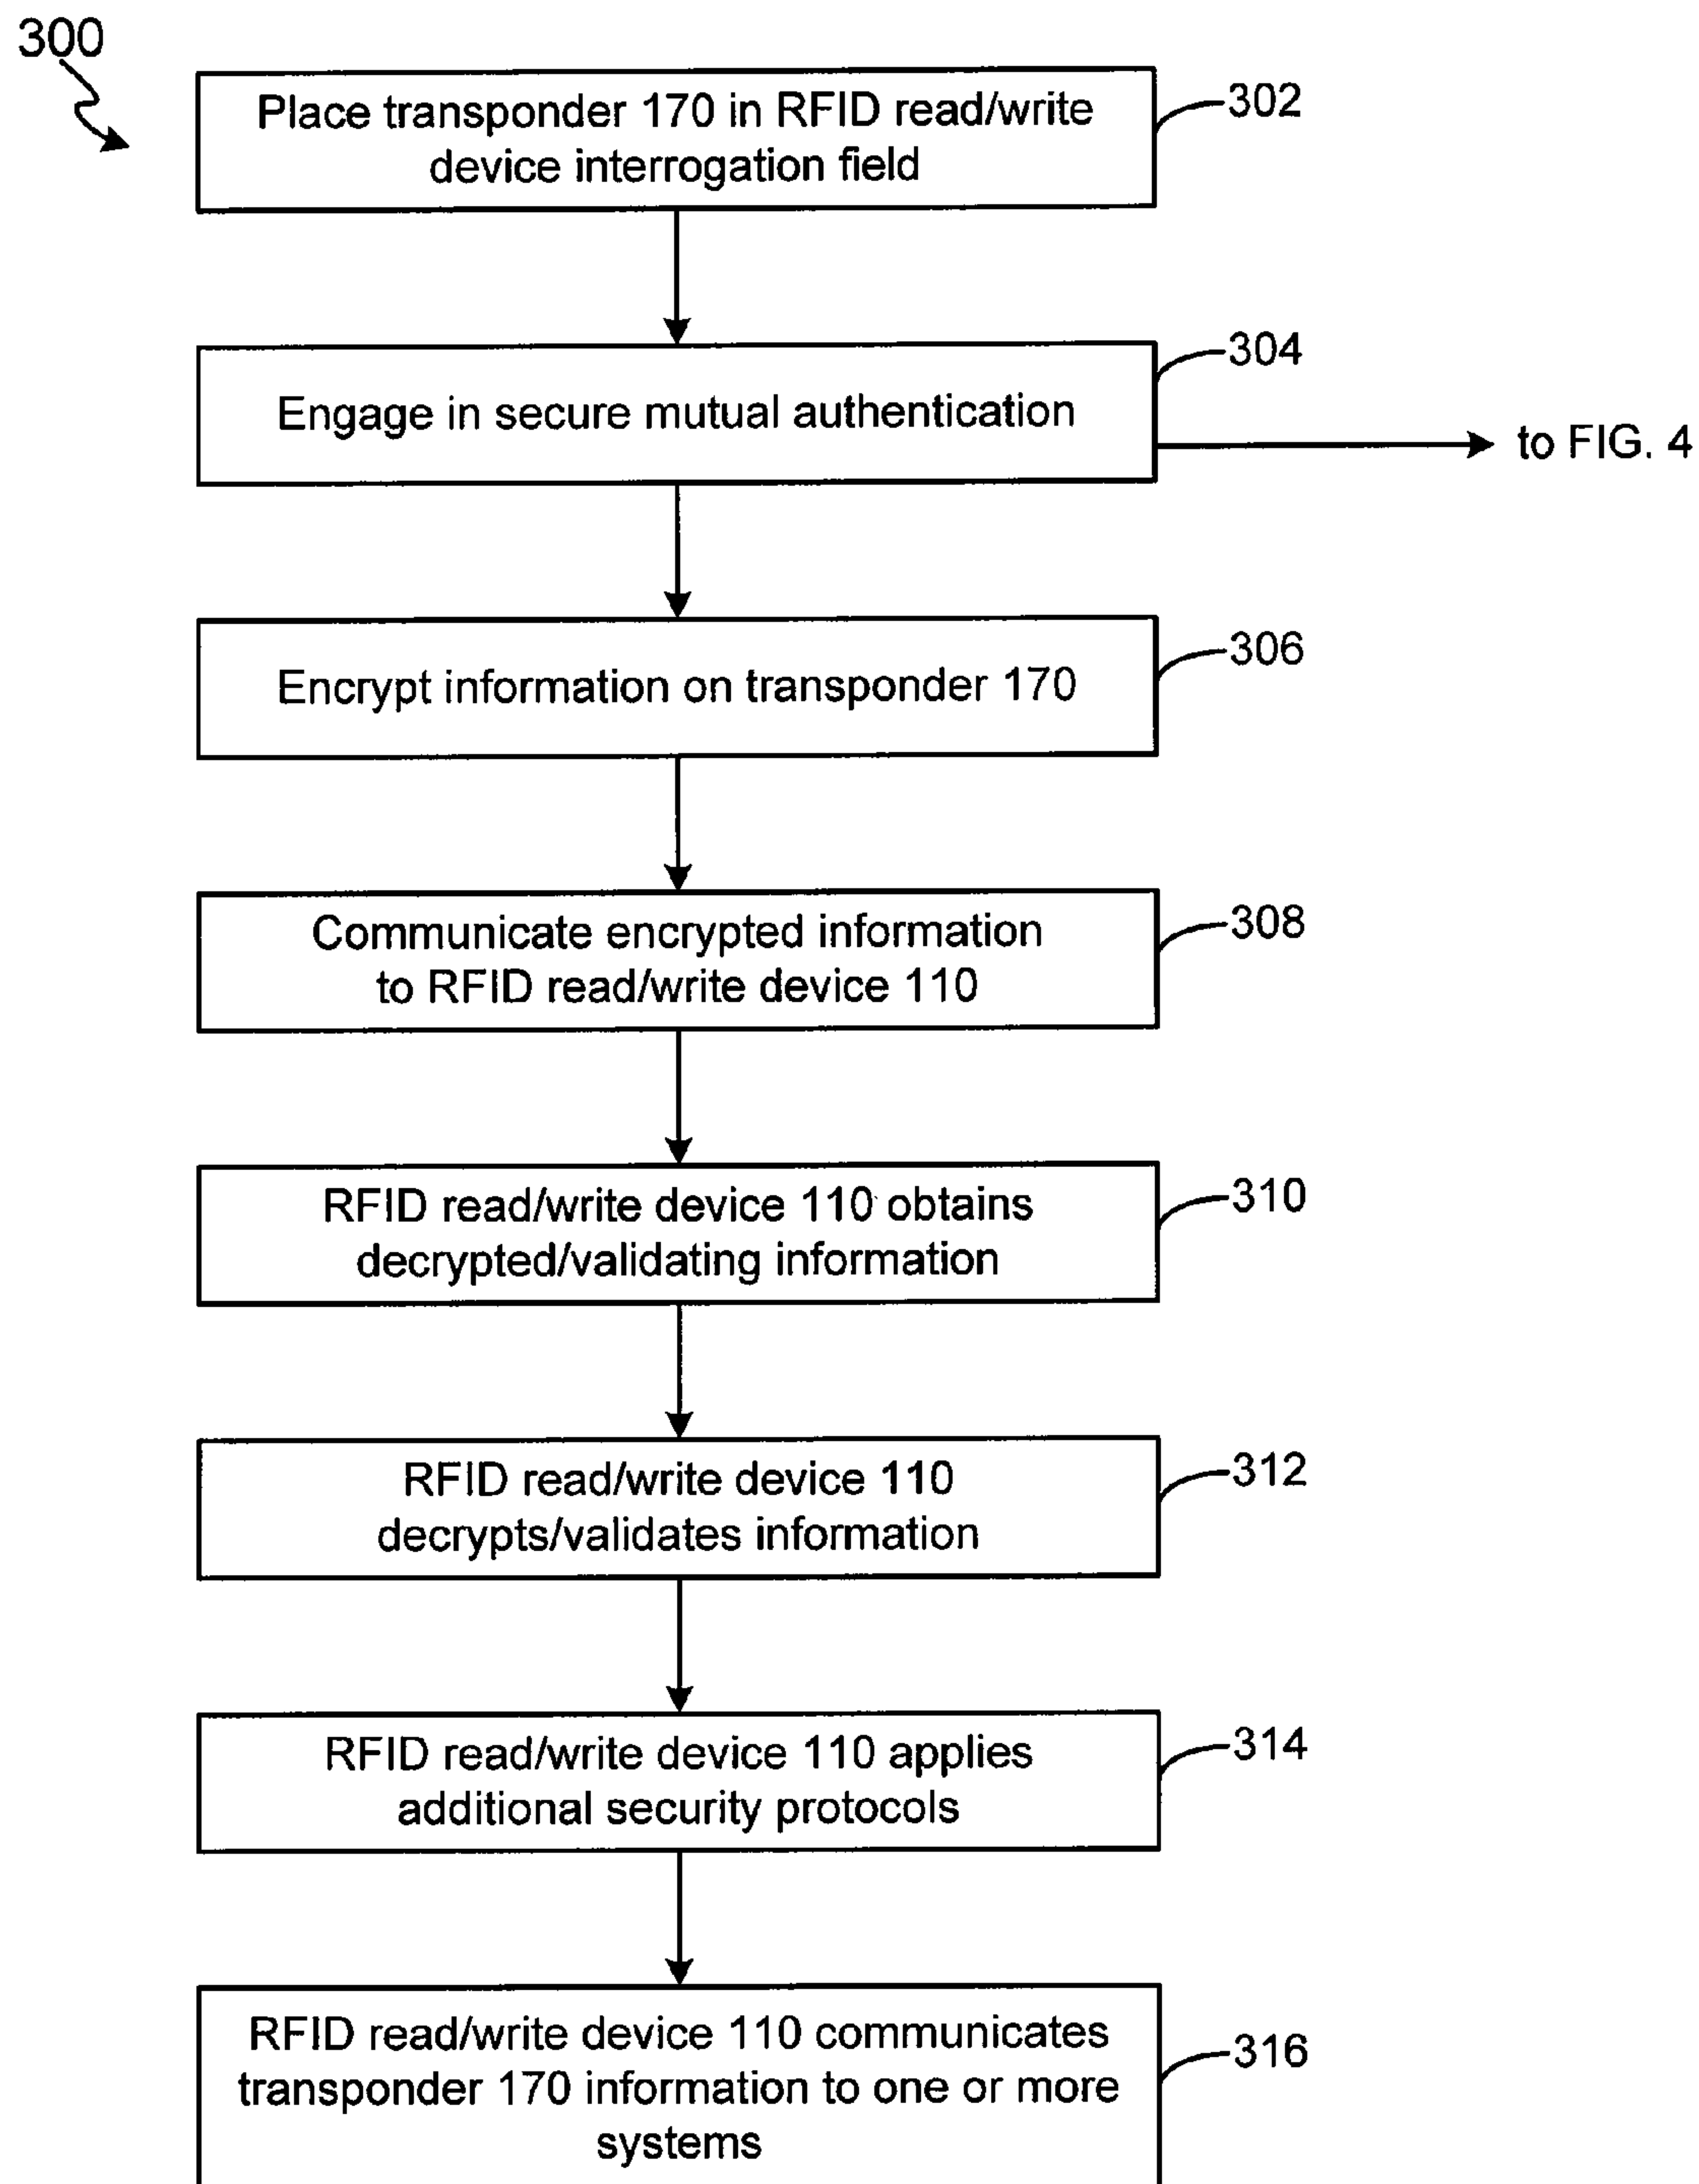 300
Place transponder 170 in RFID read/write
device interrogation field
302
Engage in secure mutual authentication
304
to FIG. 4
Encrypt information on transponder 170
306
Communicate encrypted information
to RFID read/write device 110
308
RFID read/write device 110 obtains
decrypted/validating information
310
RFID read/write device 110
decrypts/validates information
312
RFID read/write device 110 applies
additional security protocols
314
RFID read/write device 110 communicates
transponder 170 information to one or more
systems
316